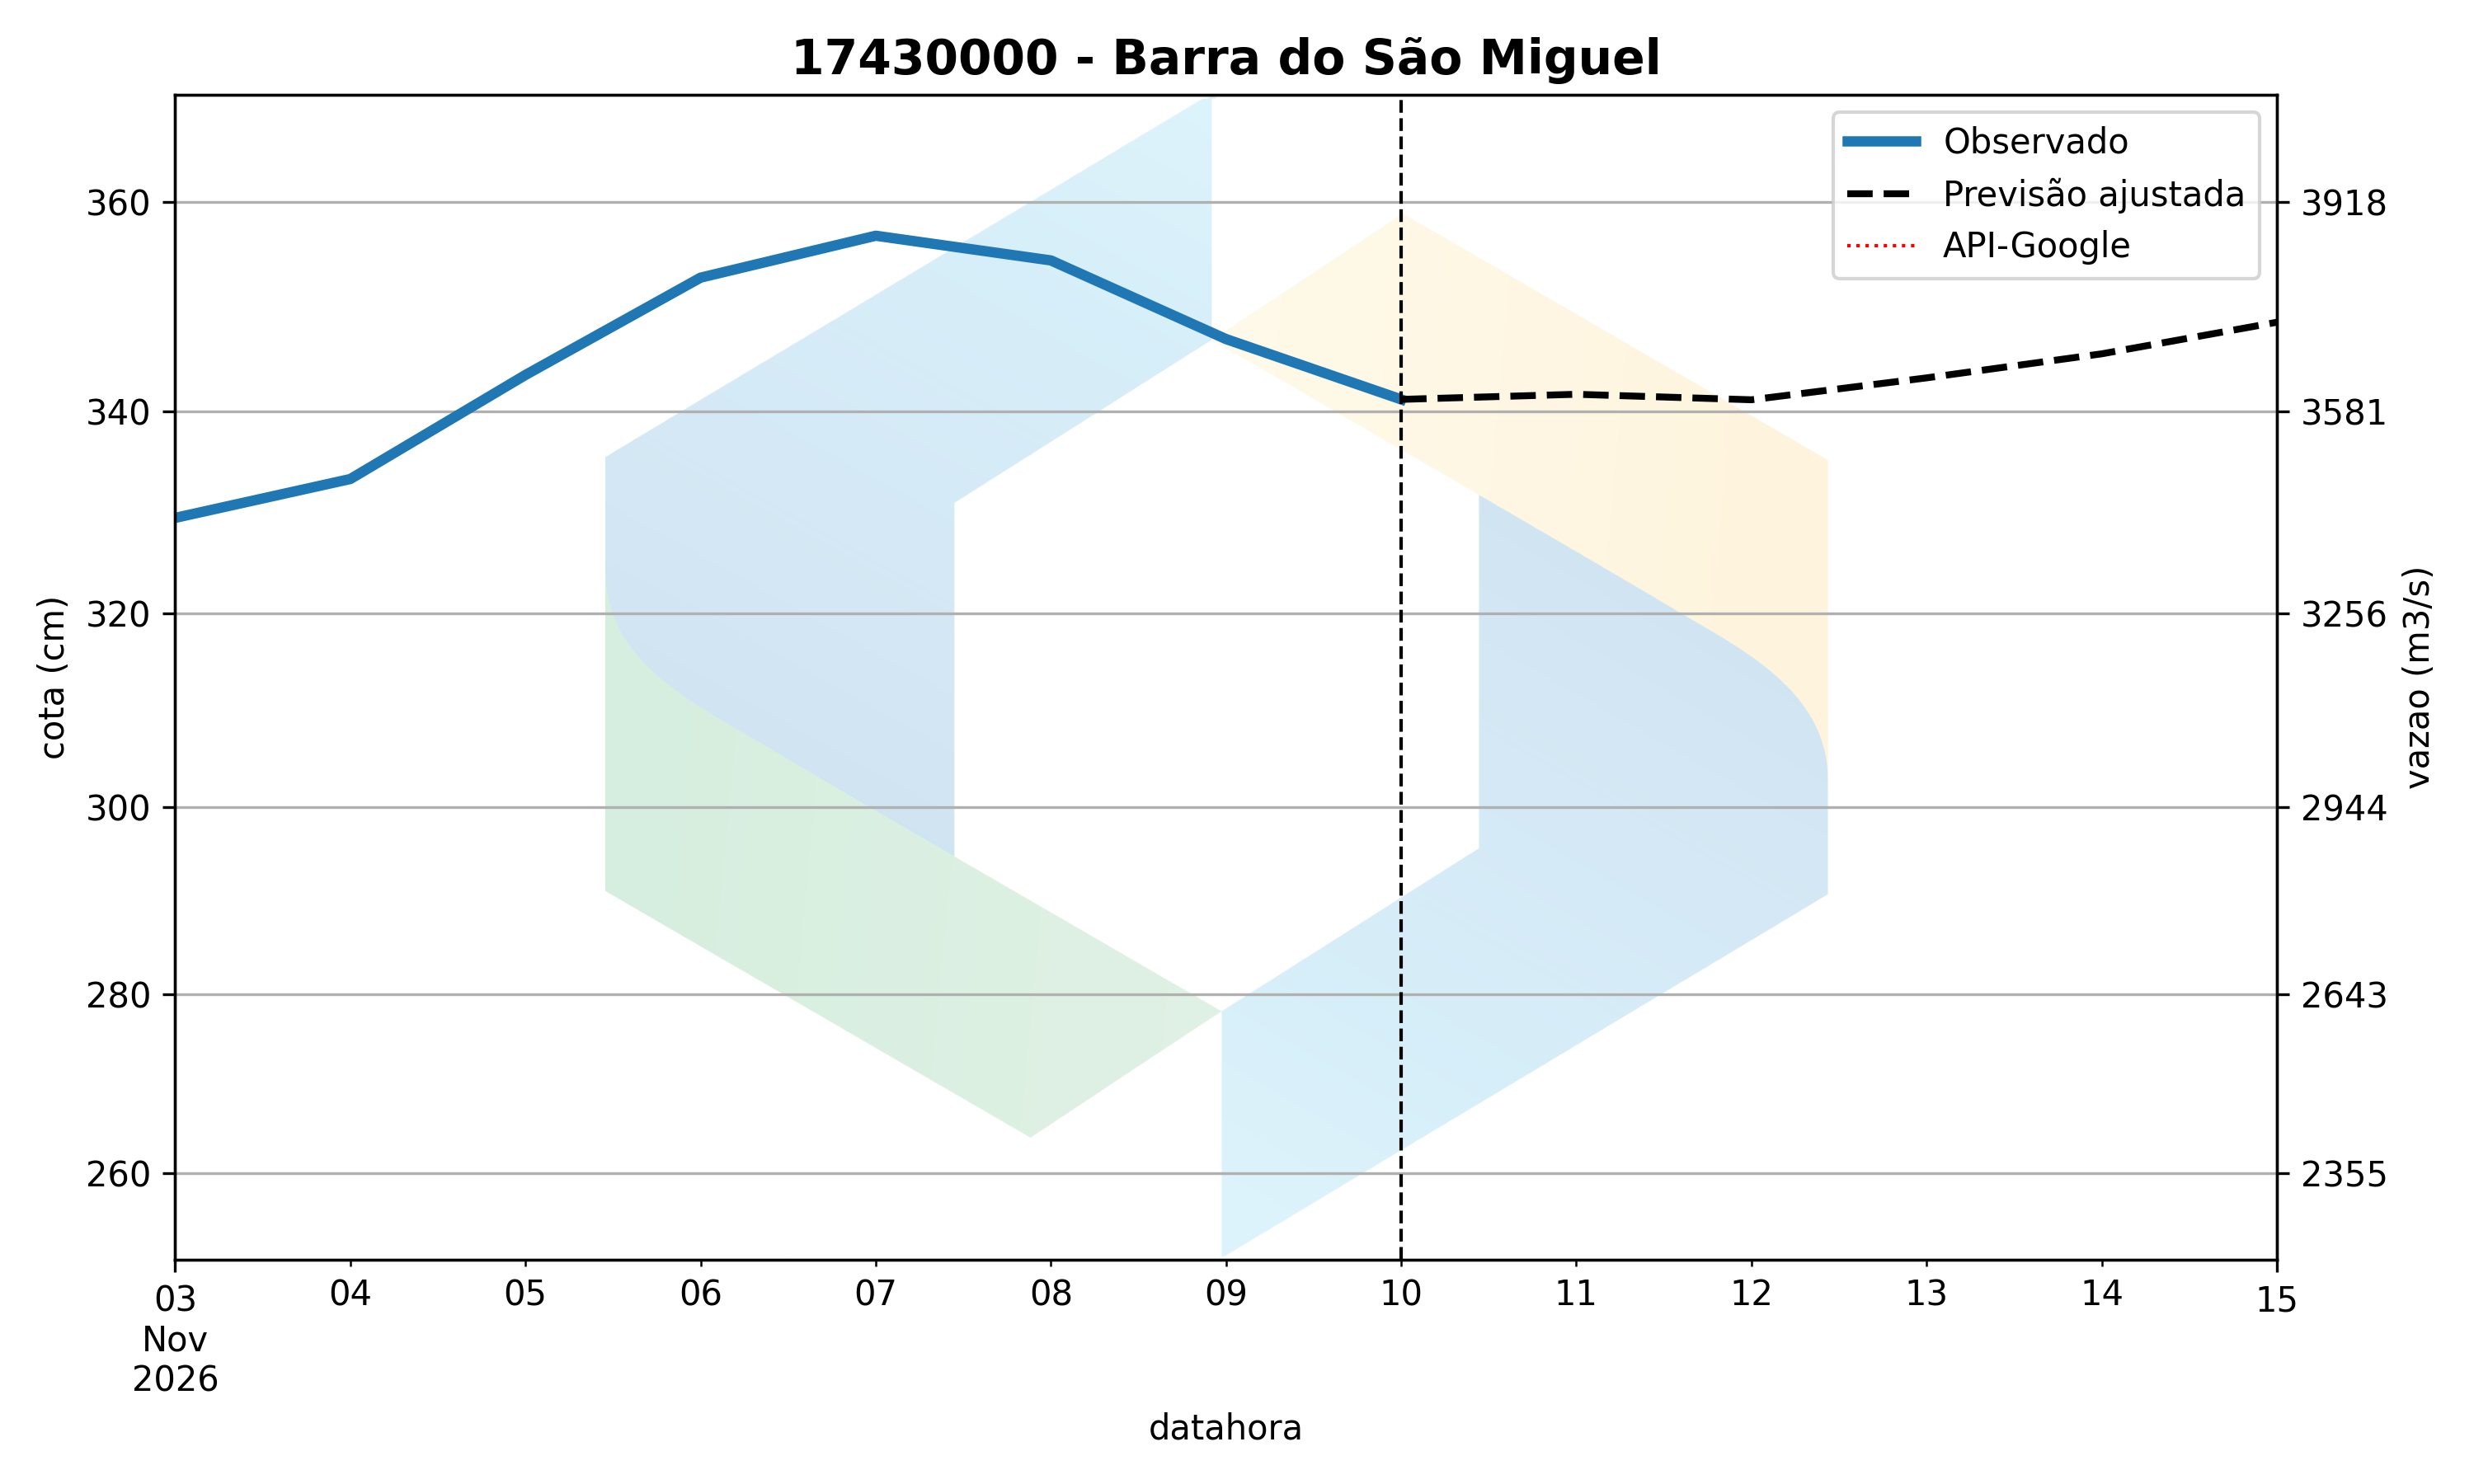 17430000 - Barra do São Miguel
Observado
Previsão ajustada
API-Google
360
340
320
300
280
260
cota (cm)
3918
3581
3256
2944
2643
2355
vazao (m3/s)
03 04 05 06 07 08 09 10 11 12 13 14 15
Nov
2026
datahora